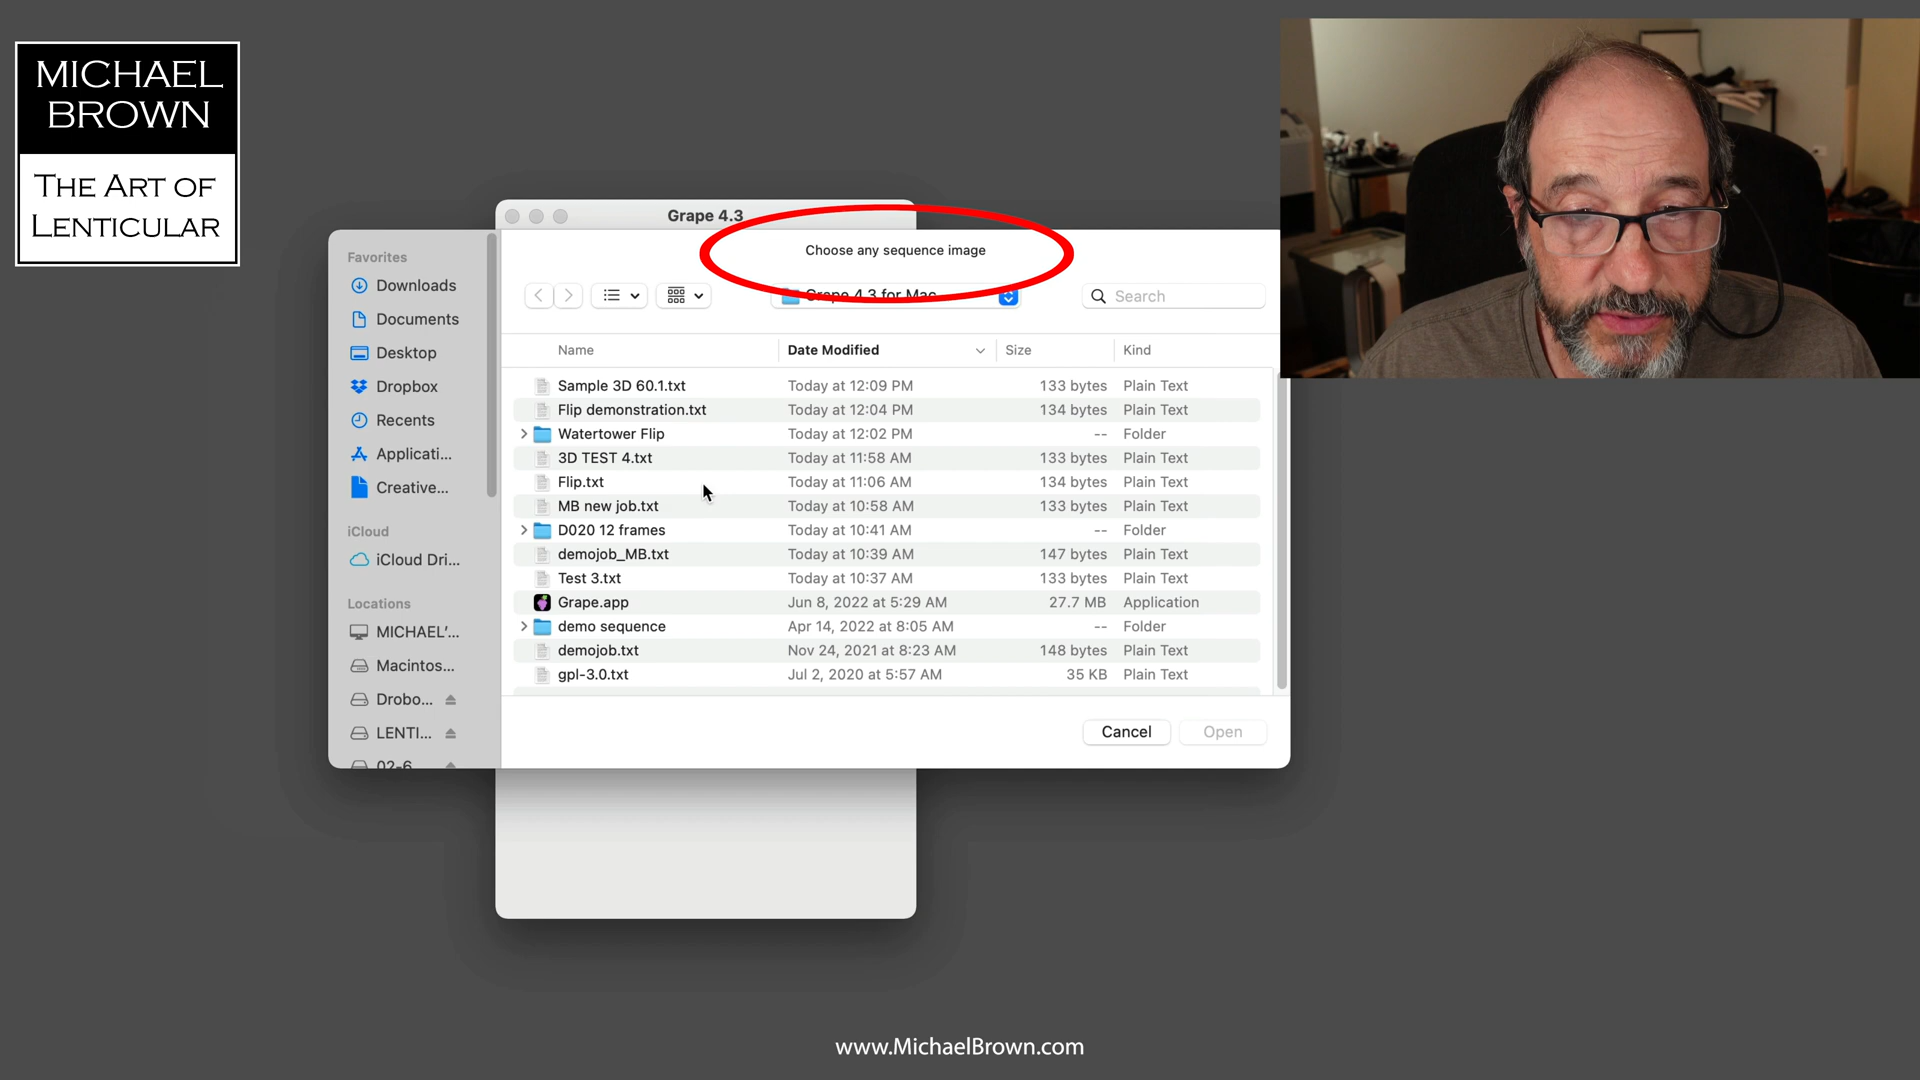 MICHAEL
BROWN
THE ART OF
LENTICULAR
Grape 4.3
Choose any sequence image
Grape 4.3 for Mac
Search
Favorites
Downloads
Documents
Desktop
Dropbox
Recents
Applicati...
Creative...
iCloud
iCloud Dri...
Locations
MICHAEL'...
Macintos...
Drobo...
LENTI...
02-6
Name Date Modified Size Kind
Sample 3D 60.1.txt Today at 12:09 PM 133 bytes Plain Text
Flip demonstration.txt Today at 12:04 PM 134 bytes Plain Text
Watertower Flip Today at 12:02 PM -- Folder
3D TEST 4.txt Today at 11:58 AM 133 bytes Plain Text
Flip.txt Today at 11:06 AM 134 bytes Plain Text
MB new job.txt Today at 10:58 AM 133 bytes Plain Text
D020 12 frames Today at 10:41 AM -- Folder
demojob_MB.txt Today at 10:39 AM 147 bytes Plain Text
Test 3.txt Today at 10:37 AM 133 bytes Plain Text
Grape.app Jun 8, 2022 at 5:29 AM 27.7 MB Application
demo sequence Apr 14, 2022 at 8:05 AM -- Folder
demojob.txt Nov 24, 2021 at 8:23 AM 148 bytes Plain Text
gpl-3.0.txt Jul 2, 2020 at 5:57 AM 35 KB Plain Text
Cancel Open
www.MichaelBrown.com